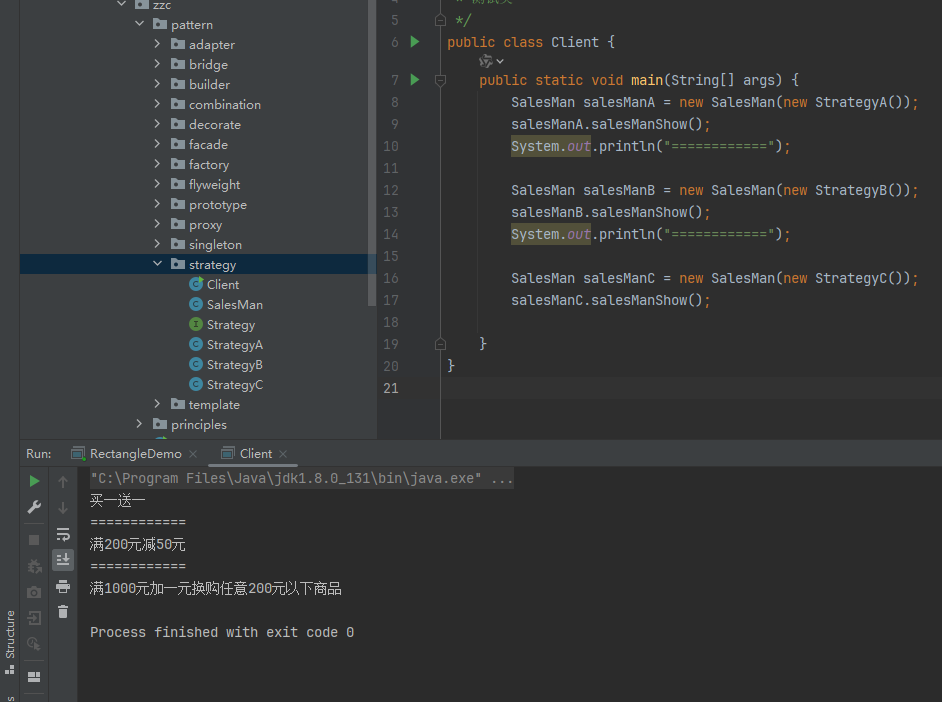 zzc
pattern
adapter
bridge
builder
combination
decorate
facade
factory
flyweight
prototype
proxy
singleton
strategy
Client
SalesMan
Strategy
StrategyA
StrategyB
StrategyC
template
principles
5 */
6 public class Client {
7 public static void main(String[] args) {
8 SalesMan salesManA = new SalesMan(new StrategyA());
9 salesManA.salesManShow();
10 System.out.println("============");
11
12 SalesMan salesManB = new SalesMan(new StrategyB());
13 salesManB.salesManShow();
14 System.out.println("============");
15
16 SalesMan salesManC = new SalesMan(new StrategyC());
17 salesManC.salesManShow();
18
19 }
20 }
21
Run: RectangleDemo Client
"C:\Program Files\Java\jdk1.8.0_131\bin\java.exe" ...
买一送一
============
满200元减50元
============
满1000元加一元换购任意200元以下商品
Process finished with exit code 0
Structure